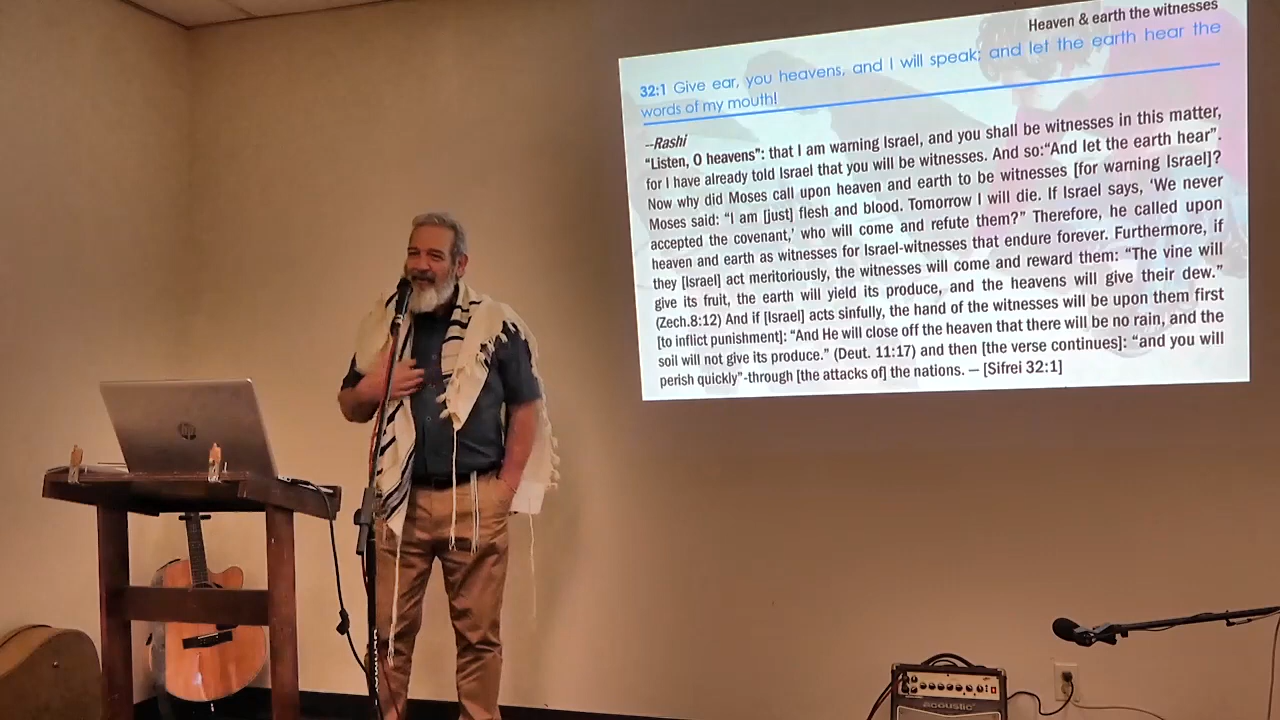 Heaven & earth the witnesses
32:1 Give ear, you heavens, and I will speak; and let the earth hear the
words of my mouth!
--Rashi
“Listen, O heavens”: that I am warning Israel, and you shall be witnesses in this matter,
for I have already told Israel that you will be witnesses. And so:“And let the earth hear”.
Now why did Moses call upon heaven and earth to be witnesses [for warning Israel]?
Moses said: “I am [just] flesh and blood. Tomorrow I will die. If Israel says, ‘We never
accepted the covenant,’ who will come and refute them?” Therefore, he called upon
heaven and earth as witnesses for Israel-witnesses that endure forever. Furthermore, if
they [Israel] act meritoriously, the witnesses will come and reward them: “The vine will
give its fruit, the earth will yield its produce, and the heavens will give their dew.”
(Zech.8:12) And if [Israel] acts sinfully, the hand of the witnesses will be upon them first
[to inflict punishment]: “And He will close off the heaven that there will be no rain, and the
soil will not give its produce.” (Deut. 11:17) and then [the verse continues]: “and you will
perish quickly”-through [the attacks of] the nations. — [Sifrei 32:1]
hp
acoustic